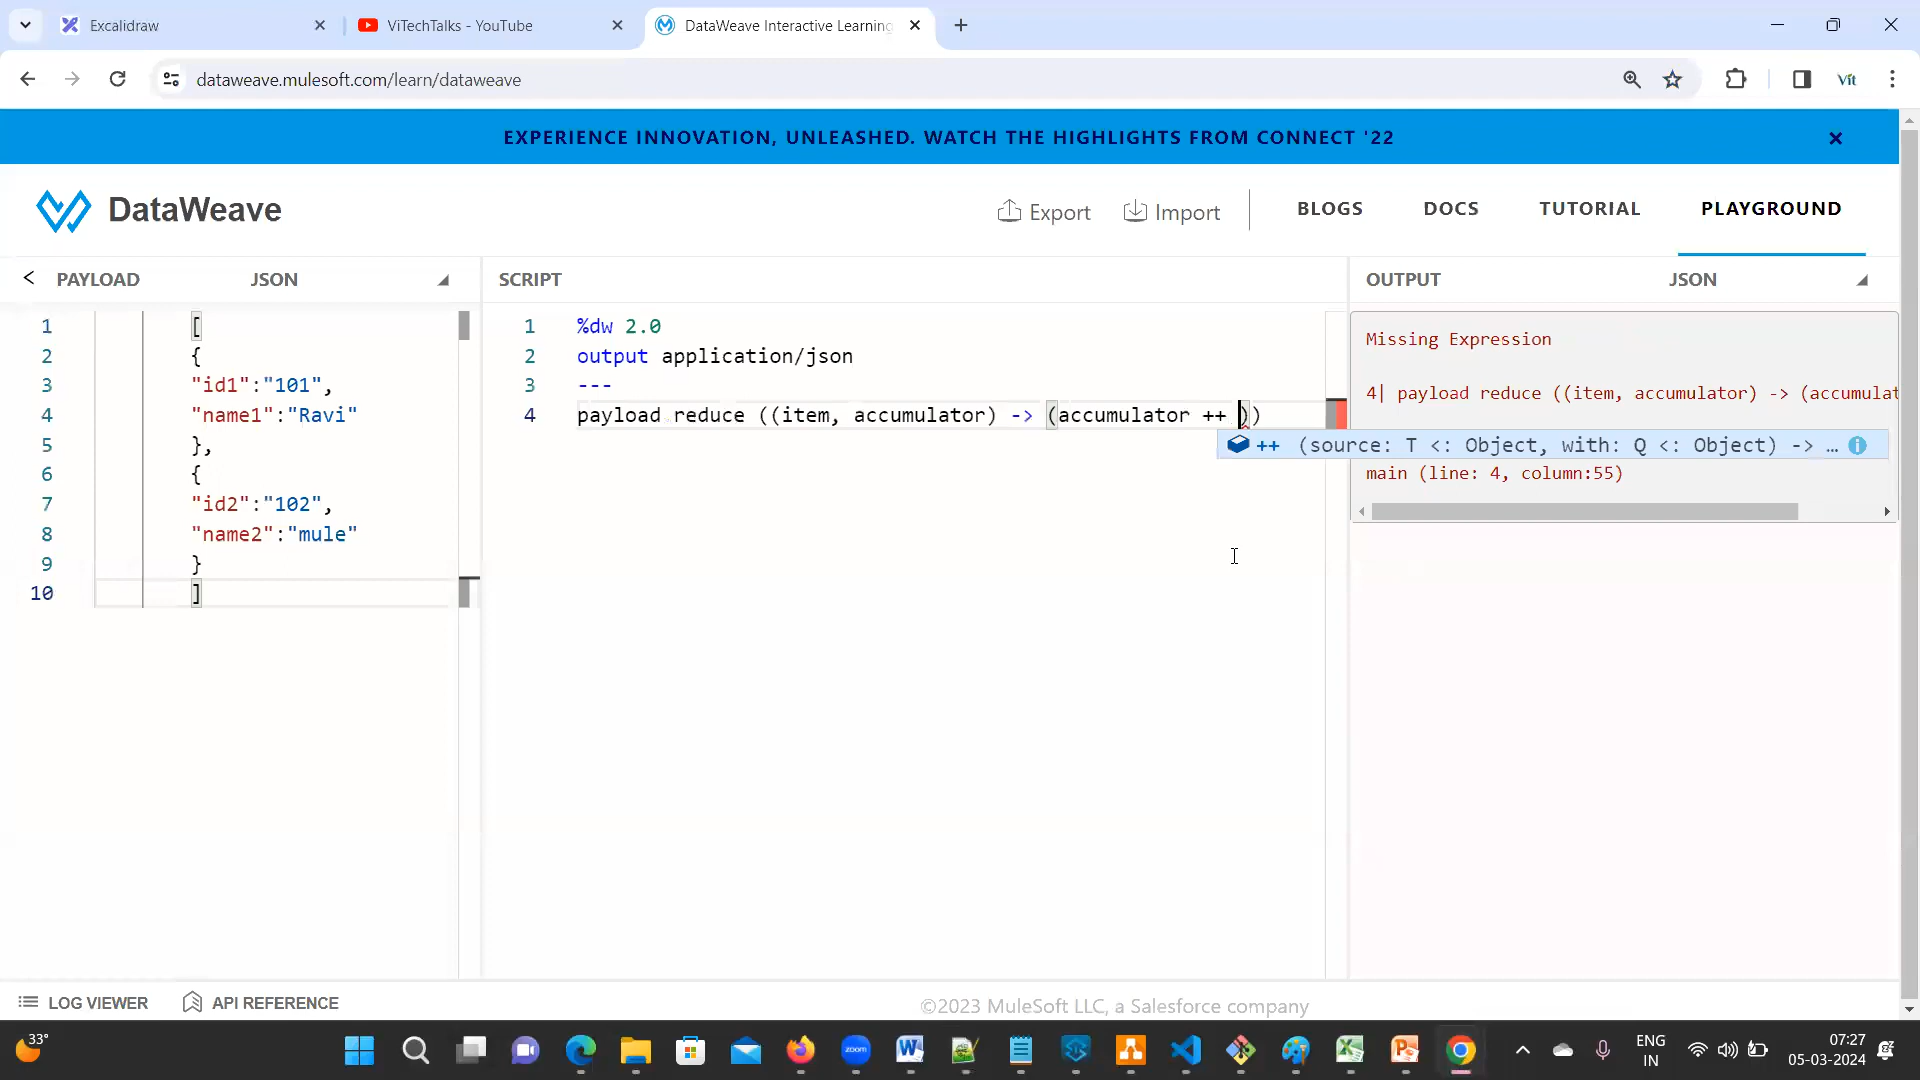 Excalidraw
ViTechTalks - YouTube
DataWeave Interactive Learning
dataweave.mulesoft.com/learn/dataweave
Vit
EXPERIENCE INNOVATION, UNLEASHED. WATCH THE HIGHLIGHTS FROM CONNECT '22
DataWeave
Export
Import
BLOGS
DOCS
TUTORIAL
PLAYGROUND
PAYLOAD
JSON
1 [
2 {
3 "id1":"101",
4 "name1":"Ravi"
5 },
6 {
7 "id2":"102",
8 "name2":"mule"
9 }
10 ]
SCRIPT
1 %dw 2.0
2 output application/json
3 ---
4 payload reduce ((item, accumulator) -> (accumulator ++ ))
++ (source: T <: Object, with: Q <: Object) -> …
OUTPUT
JSON
Missing Expression
4| payload reduce ((item, accumulator) -> (accumulat
main (line: 4, column:55)
LOG VIEWER
API REFERENCE
©2023 MuleSoft LLC, a Salesforce company
33°
zoom
ENG
IN
07:27
05-03-2024